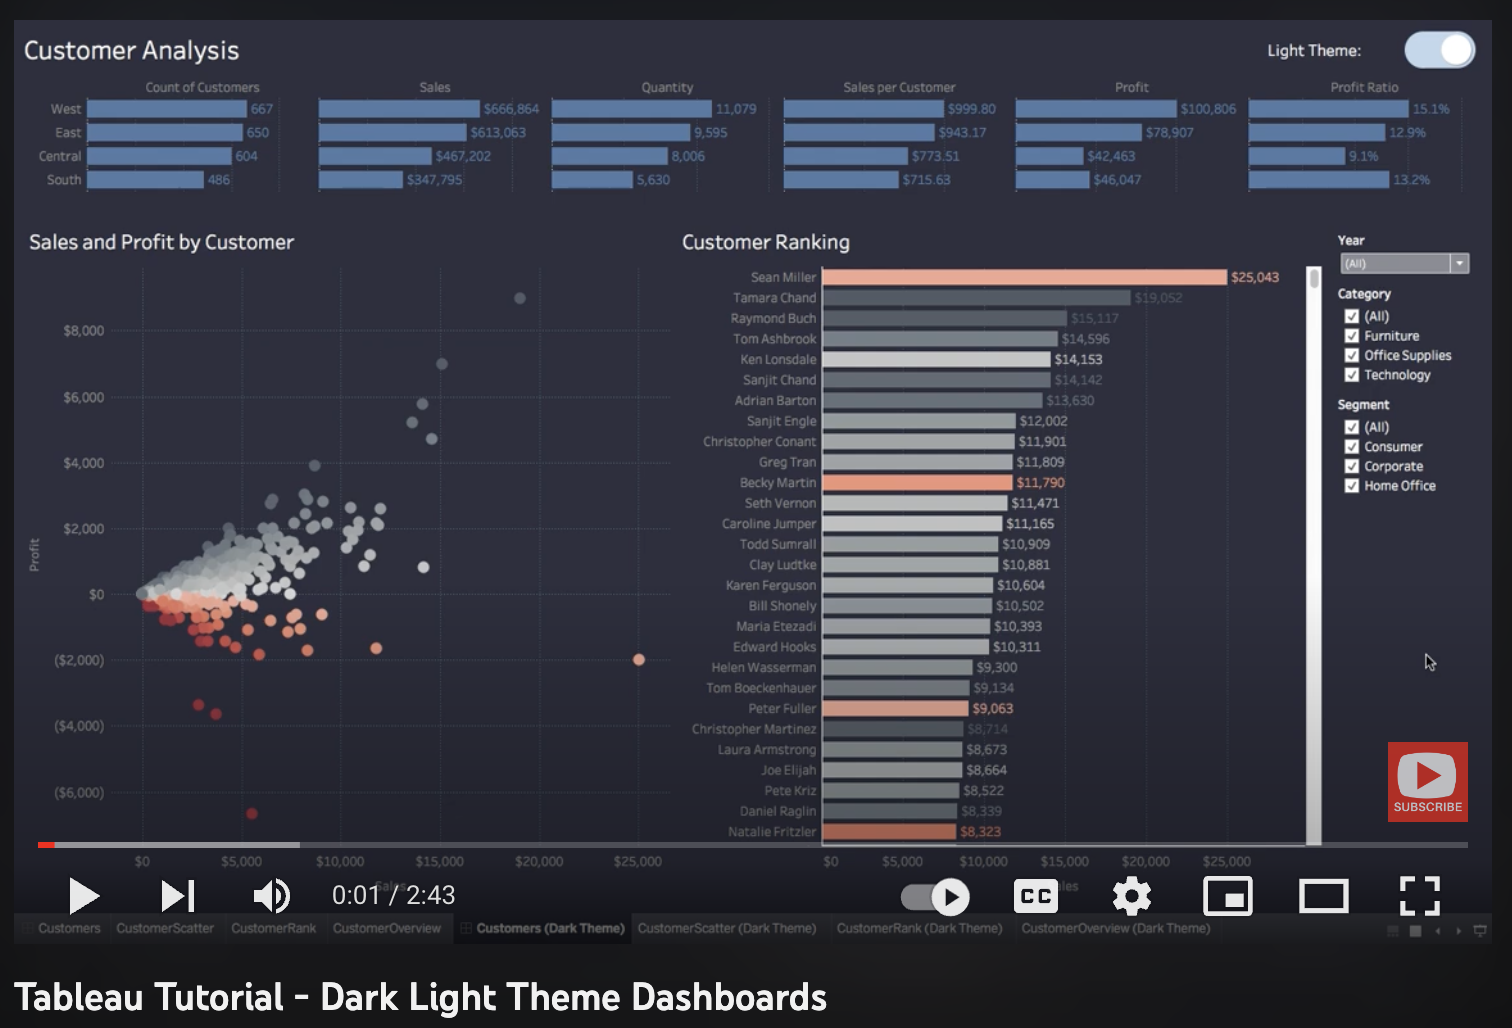 Customer Analysis
Light Theme:
Count of Customers Sales Quantity Sales per Customer Profit Profit Ratio
West 667 $666,864 11,079 $999.80 $100,806 15.1%
East 650 $613,063 9,595 $943.17 $78,907 12.9%
Central 604 $467,202 8,006 $773.51 $42,463 9.1%
South 486 $347,795 5,630 $715.63 $46,047 13.2%
Sales and Profit by Customer
$8,000
$6,000
$4,000
$2,000
$0
($2,000)
($4,000)
($6,000)
Profit
$0 $5,000 $10,000 $15,000 $20,000 $25,000
Sales
Customer Ranking
Sean Miller $25,043
Tamara Chand $19,052
Raymond Buch $15,117
Tom Ashbrook $14,596
Ken Lonsdale $14,153
Sanjit Chand $14,142
Adrian Barton $13,630
Sanjit Engle $12,002
Christopher Conant $11,901
Greg Tran $11,809
Becky Martin $11,790
Seth Vernon $11,471
Caroline Jumper $11,165
Todd Sumrall $10,909
Clay Ludtke $10,881
Karen Ferguson $10,604
Bill Shonely $10,502
Maria Etezadi $10,393
Edward Hooks $10,311
Helen Wasserman $9,300
Tom Boeckenhauer $9,134
Peter Fuller $9,063
Christopher Martinez $8,714
Laura Armstrong $8,673
Joe Elijah $8,664
Pete Kriz $8,522
Daniel Raglin $8,339
Natalie Fritzler $8,323
$0 $5,000 $10,000 $15,000 $20,000 $25,000
Year
(All)
Category
(All)
Furniture
Office Supplies
Technology
Segment
(All)
Consumer
Corporate
Home Office
SUBSCRIBE
0:01 / 2:43
CC
Customers CustomerScatter CustomerRank CustomerOverview Customers (Dark Theme) CustomerScatter (Dark Theme) CustomerRank (Dark Theme) CustomerOverview (Dark Theme)
Tableau Tutorial - Dark Light Theme Dashboards